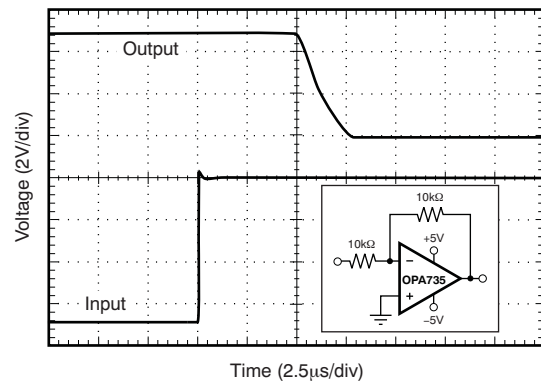 Output
Voltage (2V/div)
10kΩ
10kΩ
+5V
OPA735
−5V
Input
Time (2.5μs/div)